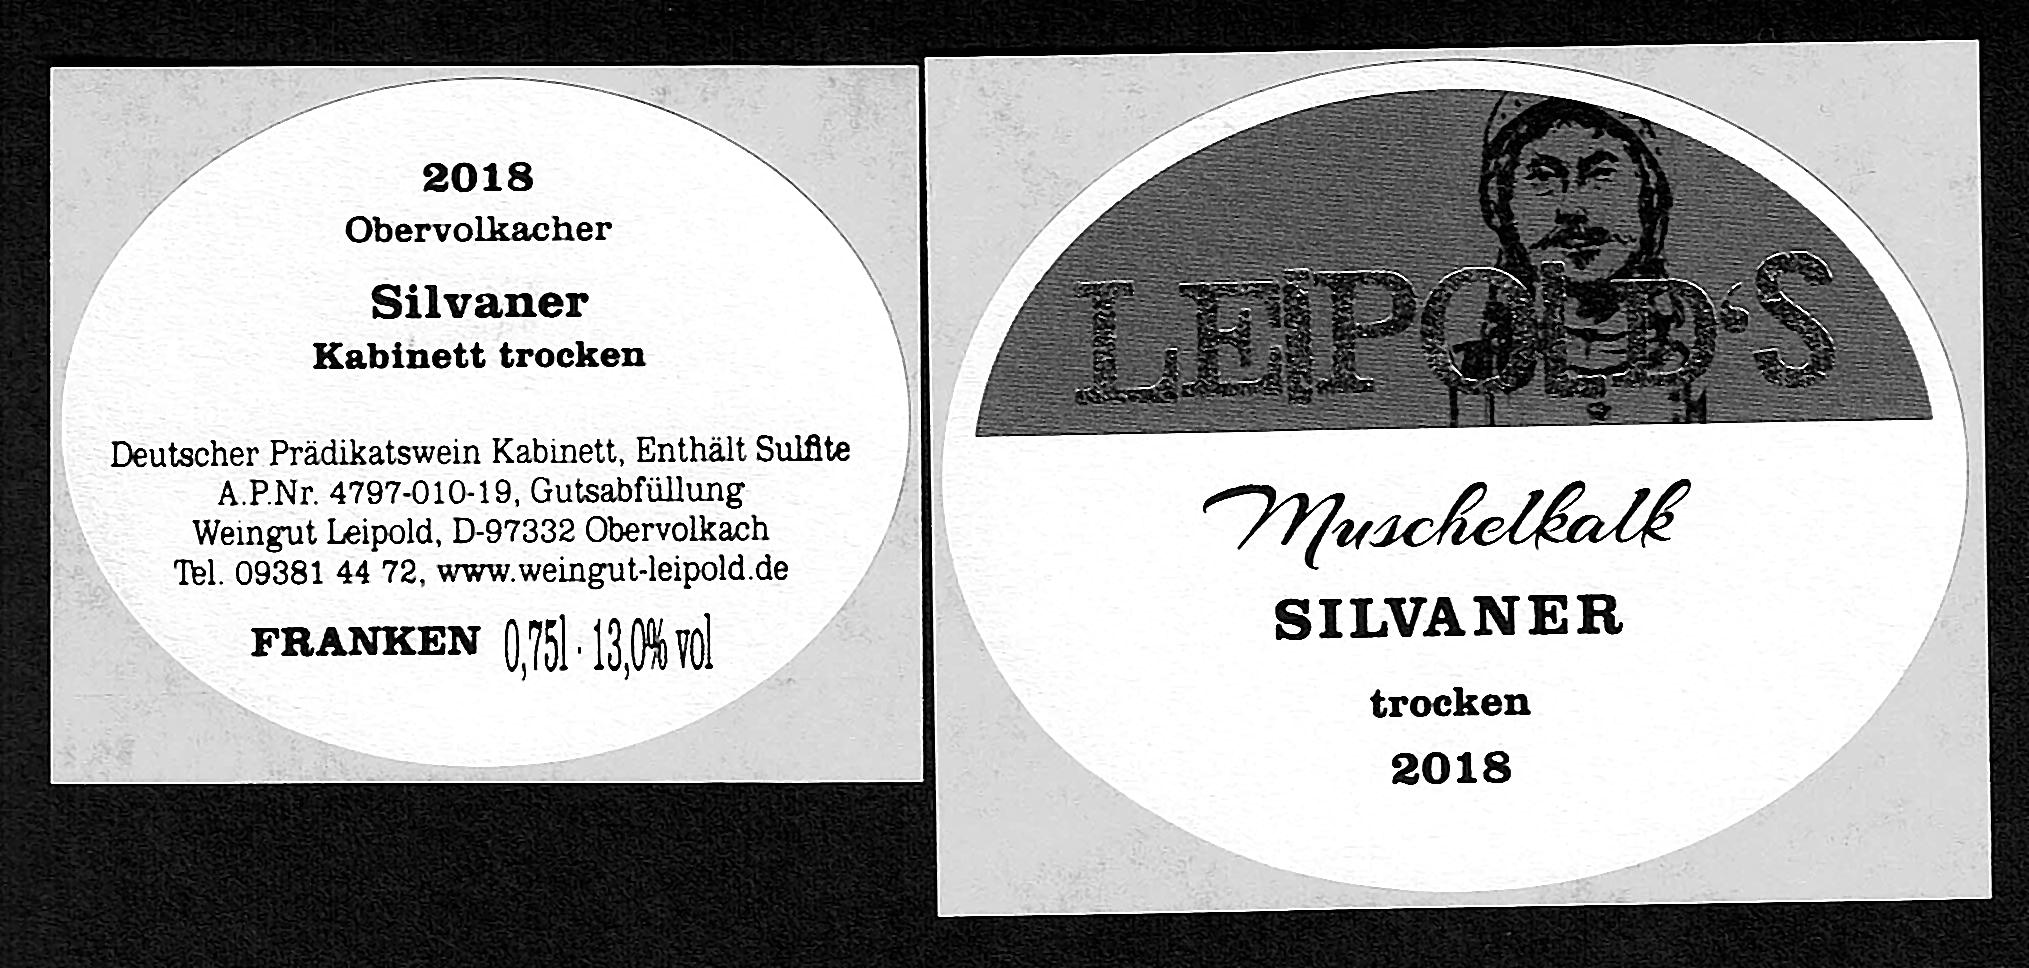 2018
Obervolkacher
Silvaner
Kabinett trocken
Deutscher Prädikatswein Kabinett, Enthält Sulfite
A.P.Nr. 4797-010-19, Gutsabfüllung
Weingut Leipold, D-97332 Obervolkach
Tel. 09381 44 72, www.weingut-leipold.de
FRANKEN 0,75l · 13,0% vol
LEIPOLD‘S
Muschelkalk
SILVANER
trocken
2018